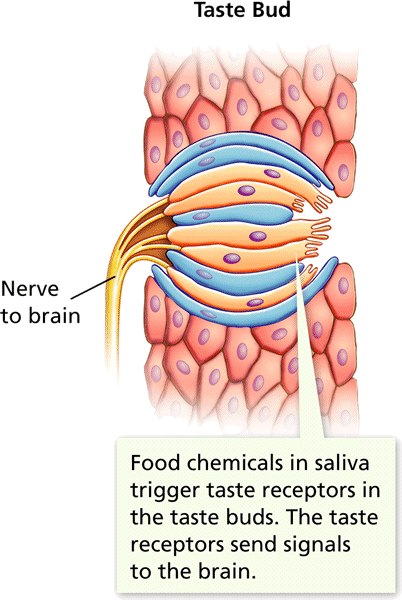 Taste Bud
Nerve
to brain
Food chemicals in saliva
trigger taste receptors in
the taste buds. The taste
receptors send signals
to the brain.